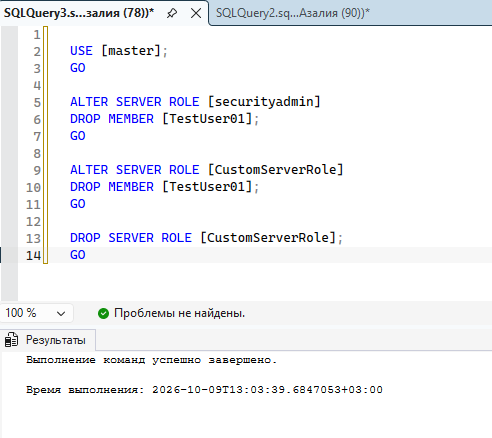 SQLQuery3.s...залия (78))*
SQLQuery2.sq...Азалия (90))*
1
2 USE [master];
3 GO
4
5 ALTER SERVER ROLE [securityadmin]
6 DROP MEMBER [TestUser01];
7 GO
8
9 ALTER SERVER ROLE [CustomServerRole]
10 DROP MEMBER [TestUser01];
11 GO
12
13 DROP SERVER ROLE [CustomServerRole];
14 GO
100 %
Проблемы не найдены.
Результаты
Выполнение команд успешно завершено.
Время выполнения: 2026-10-09T13:03:39.6847053+03:00